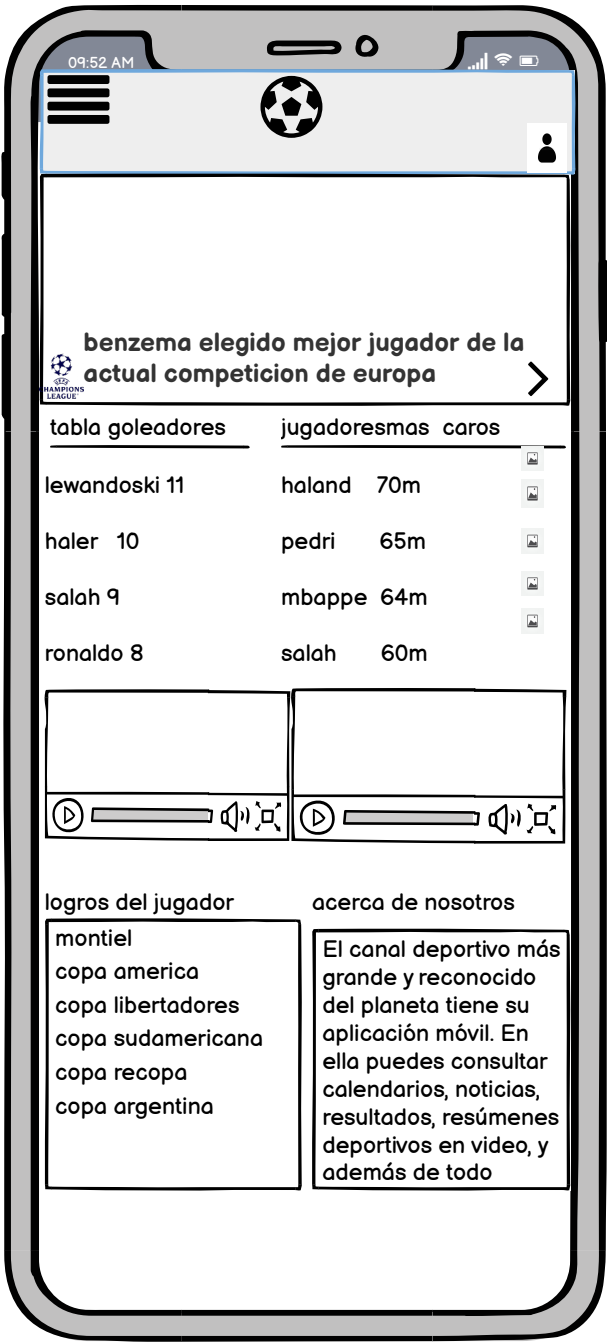 09:52 AM
benzema elegido mejor jugador de la
actual competicion de europa
CHAMPIONS
LEAGUE
tabla goleadores
jugadoresmas caros
lewandoski 11
haland 70m
haler 10
pedri 65m
salah 9
mbappe 64m
ronaldo 8
salah 60m
logros del jugador
acerca de nosotros
montiel
copa america
copa libertadores
copa sudamericana
copa recopa
copa argentina
El canal deportivo más
grande y reconocido
del planeta tiene su
aplicación móvil. En
ella puedes consultar
calendarios, noticias,
resultados, resúmenes
deportivos en video, y
además de todo